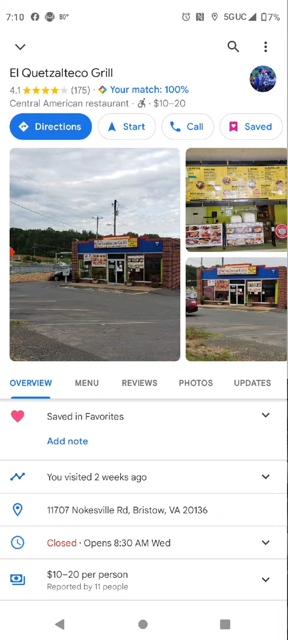 7:10 80° 5GUC 7%
El Quetzalteco Grill
4.1 (175) · Your match: 100%
Central American restaurant · · $10–20
Directions Start Call Saved
OVERVIEW MENU REVIEWS PHOTOS UPDATES
Saved in Favorites
Add note
You visited 2 weeks ago
11707 Nokesville Rd, Bristow, VA 20136
Closed · Opens 8:30 AM Wed
$10–20 per person
Reported by 11 people